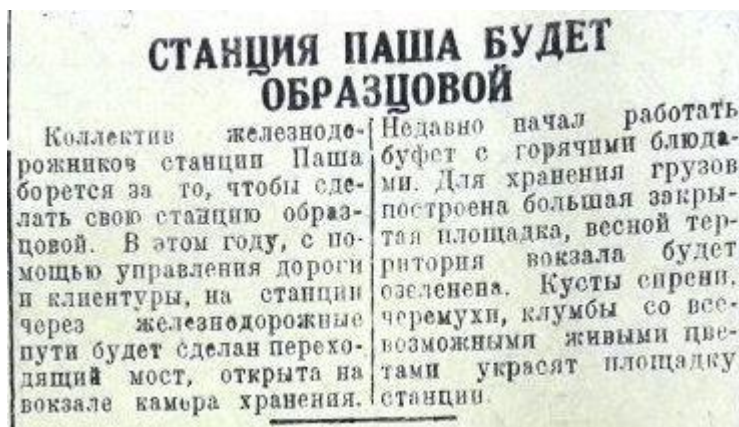 СТАНЦИЯ ПАША БУДЕТ
ОБРАЗЦОВОЙ
Коллектив железнодо-
рожников станции Паша
борется за то, чтобы сде-
лать свою станцию образ-
цовой. В этом году, с по-
мощью управления дороги
и клиентуры, на станции
через железнодорожные
пути будет сделан перехо-
дящий мост, открыта на
вокзале камера хранения.
Недавно начал работать
буфет с горячими блюда-
ми. Для хранения грузов
построена большая закры-
тая площадка, весной тер-
ритория вокзала будет
озеленена. Кусты сирени,
черемухи, клумбы со все-
возможными живыми цве-
тами украсят площадку
станции.